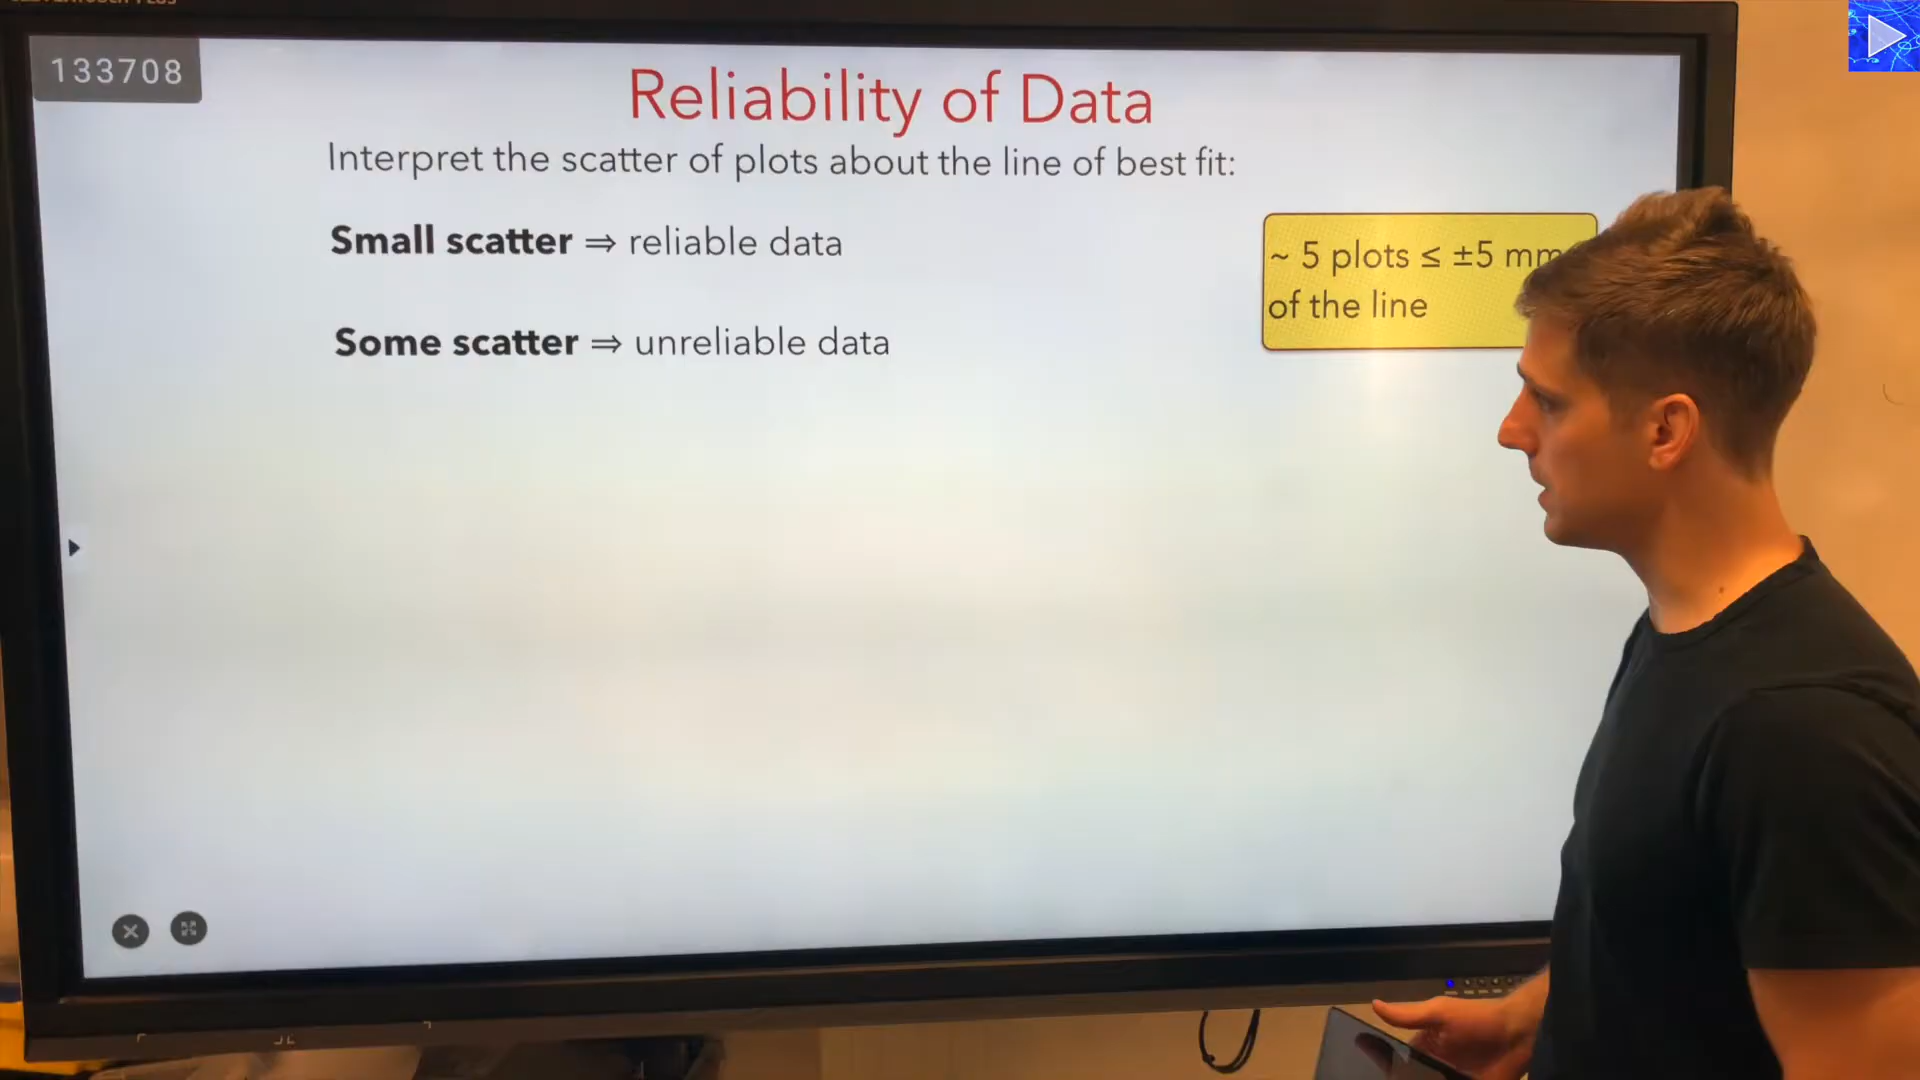 133708
Reliability of Data
Interpret the scatter of plots about the line of best fit:
Small scatter ⇒ reliable data
~ 5 plots ≤ ±5 mm
of the line
Some scatter ⇒ unreliable data